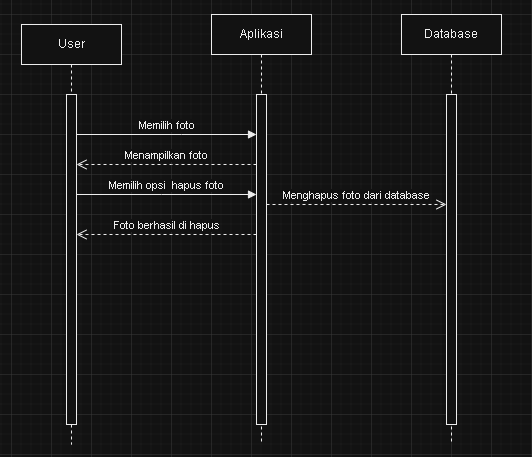 User
Aplikasi
Database
Memilih foto
Menampilkan foto
Memilih opsi hapus foto
Menghapus foto dari database
Foto berhasil di hapus